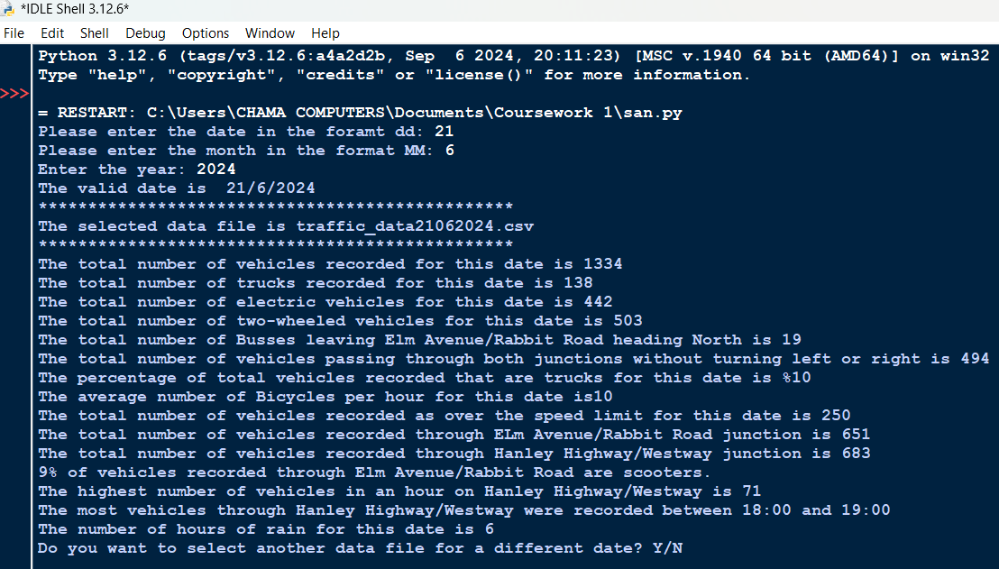 *IDLE Shell 3.12.6*
File Edit Shell Debug Options Window Help
Python 3.12.6 (tags/v3.12.6:a4a2d2b, Sep  6 2024, 20:11:23) [MSC v.1940 64 bit (AMD64)] on win32
Type "help", "copyright", "credits" or "license()" for more information.
>>>
= RESTART: C:\Users\CHAMA COMPUTERS\Documents\Coursework 1\san.py
Please enter the date in the foramt dd: 21
Please enter the month in the format MM: 6
Enter the year: 2024
The valid date is  21/6/2024
************************************************
The selected data file is traffic_data21062024.csv
************************************************
The total number of vehicles recorded for this date is 1334
The total number of trucks recorded for this date is 138
The total number of electric vehicles for this date is 442
The total number of two-wheeled vehicles for this date is 503
The total number of Busses leaving Elm Avenue/Rabbit Road heading North is 19
The total number of vehicles passing through both junctions without turning left or right is 494
The percentage of total vehicles recorded that are trucks for this date is %10
The average number of Bicycles per hour for this date is10
The total number of vehicles recorded as over the speed limit for this date is 250
The total number of vehicles recorded through ELm Avenue/Rabbit Road junction is 651
The total number of vehicles recorded through Hanley Highway/Westway junction is 683
9% of vehicles recorded through Elm Avenue/Rabbit Road are scooters.
The highest number of vehicles in an hour on Hanley Highway/Westway is 71
The most vehicles through Hanley Highway/Westway were recorded between 18:00 and 19:00
The number of hours of rain for this date is 6
Do you want to select another data file for a different date? Y/N